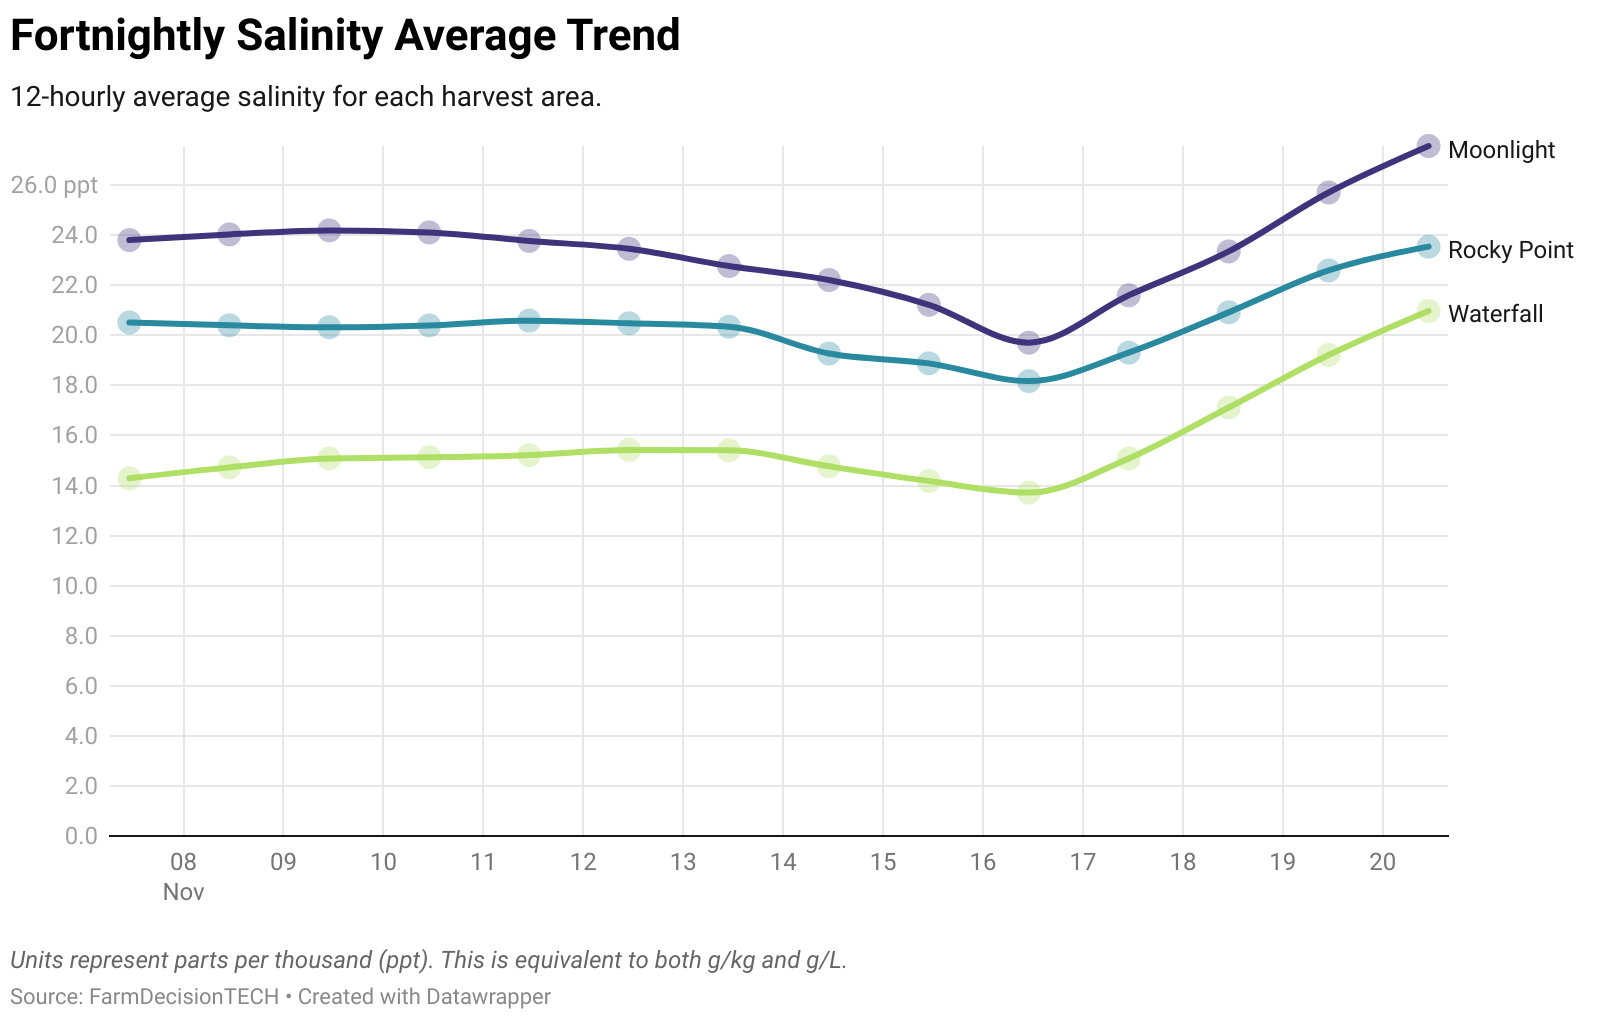 Fortnightly Salinity Average Trend
12-hourly average salinity for each harvest area.
Moonlight
26.0 ppt
24.0
Rocky Point
22.0
Waterfall
20.0
18.0
16.0
14.0
12.0
10.0
8.0
6.0
4.0
2.0
0.0
08 09 10 11 12 13 14 15 16 17 18 19 20
Nov
Units represent parts per thousand (ppt). This is equivalent to both g/kg and g/L.
Source: FarmDecisionTECH • Created with Datawrapper